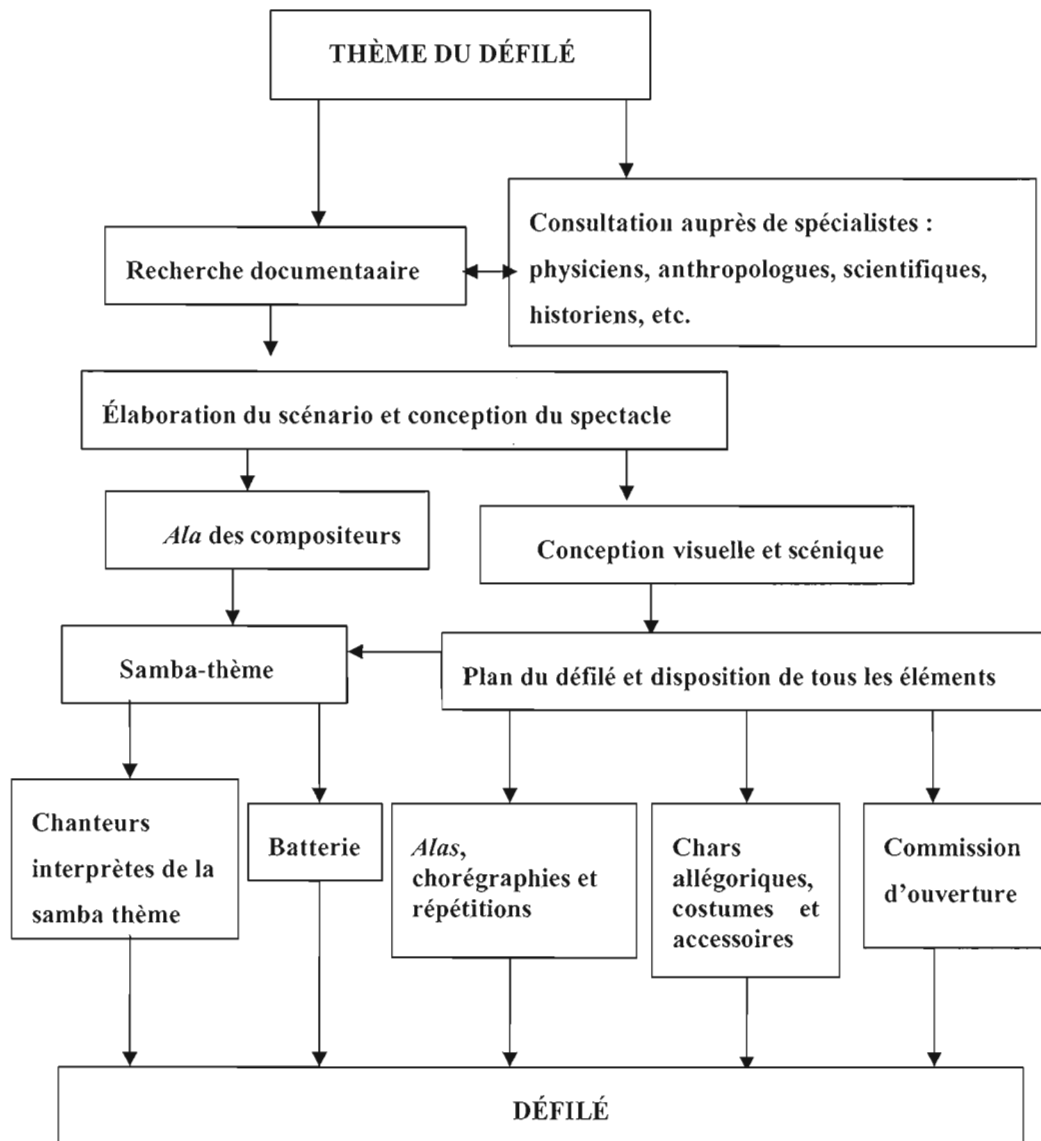 THÈME DU DÉFILÉ
Consultation auprès de spécialistes :
physiciens, anthropologues, scientifiques,
historiens, etc.
Recherche documentaaire
Élaboration du scénario et conception du spectacle
Ala des compositeurs
Conception visuelle et scénique
Samba-thème
Plan du défilé et disposition de tous les éléments
Chanteurs
interprètes de la
samba thème
Batterie
Alas,
chorégraphies et
répétitions
Chars
allégoriques,
costumes et
accessoires
Commission
d'ouverture
DÉFILÉ